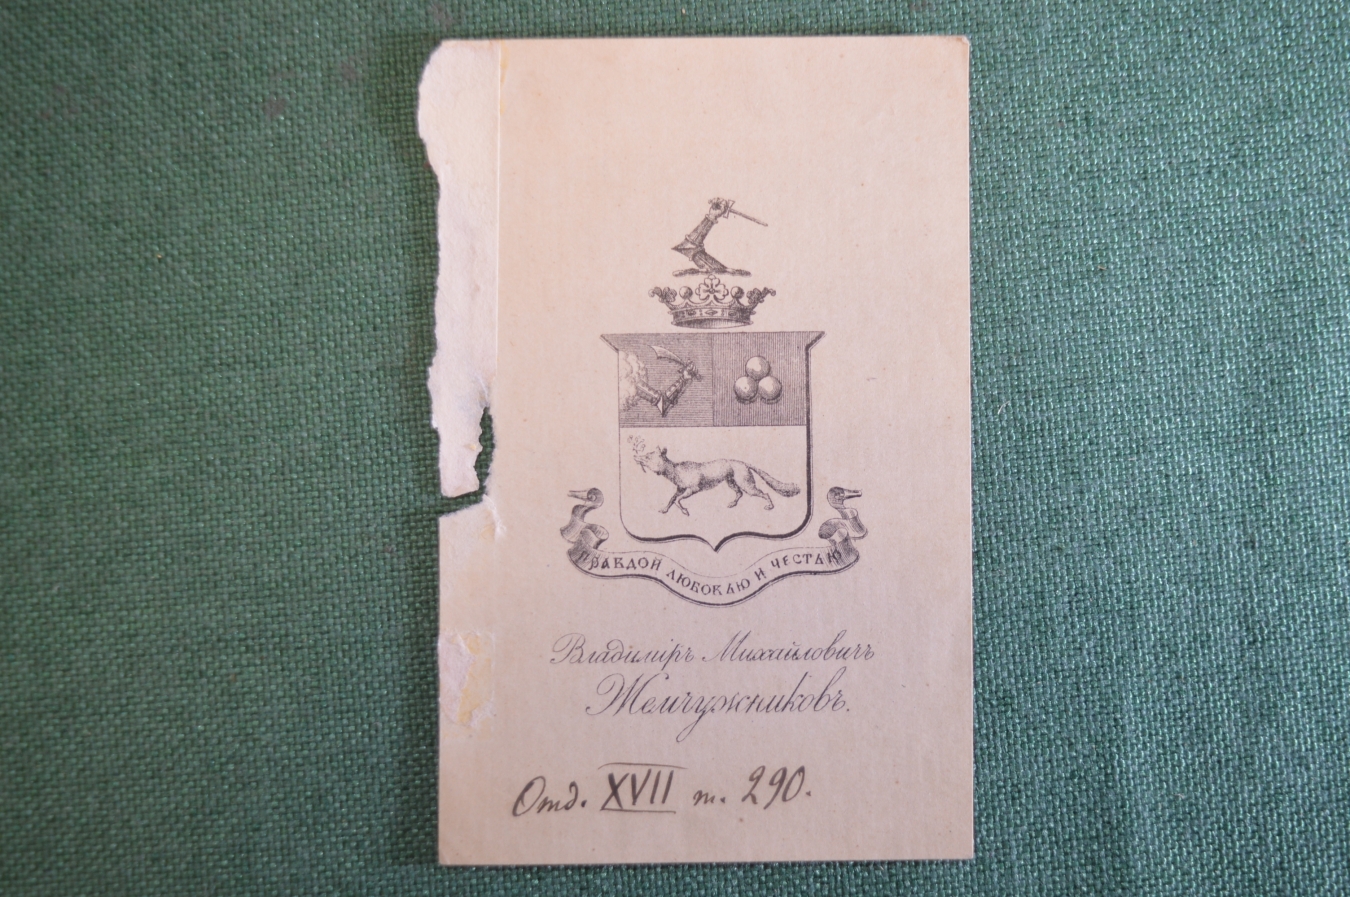 ПРАВДОЙ ЛЮБОВЬЮ И ЧЕСТЬЮ
Владиміръ Михайловичъ
Жемчужниковъ.
Отд. XVII т. 290.